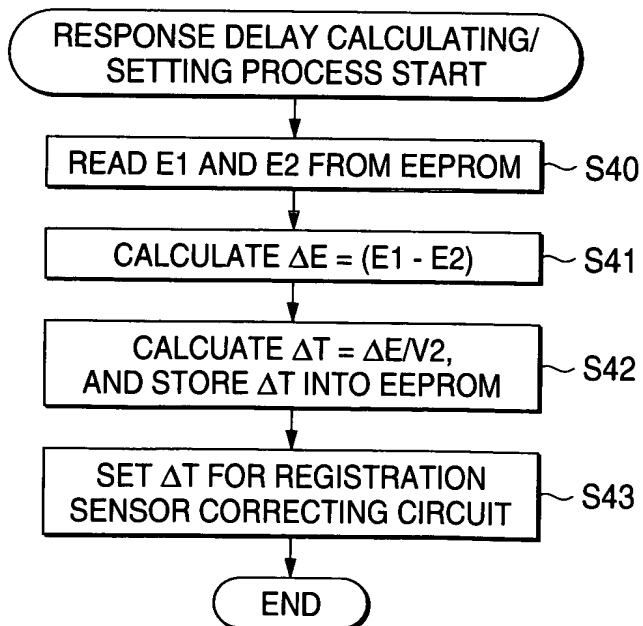 RESPONSE DELAY CALCULATING/
SETTING PROCESS START
READ E1 AND E2 FROM EEPROM
S40
CALCULATE ΔE = (E1 - E2)
S41
CALCUATE ΔT = ΔE/V2,
AND STORE ΔT INTO EEPROM
S42
SET ΔT FOR REGISTRATION
SENSOR CORRECTING CIRCUIT
S43
END